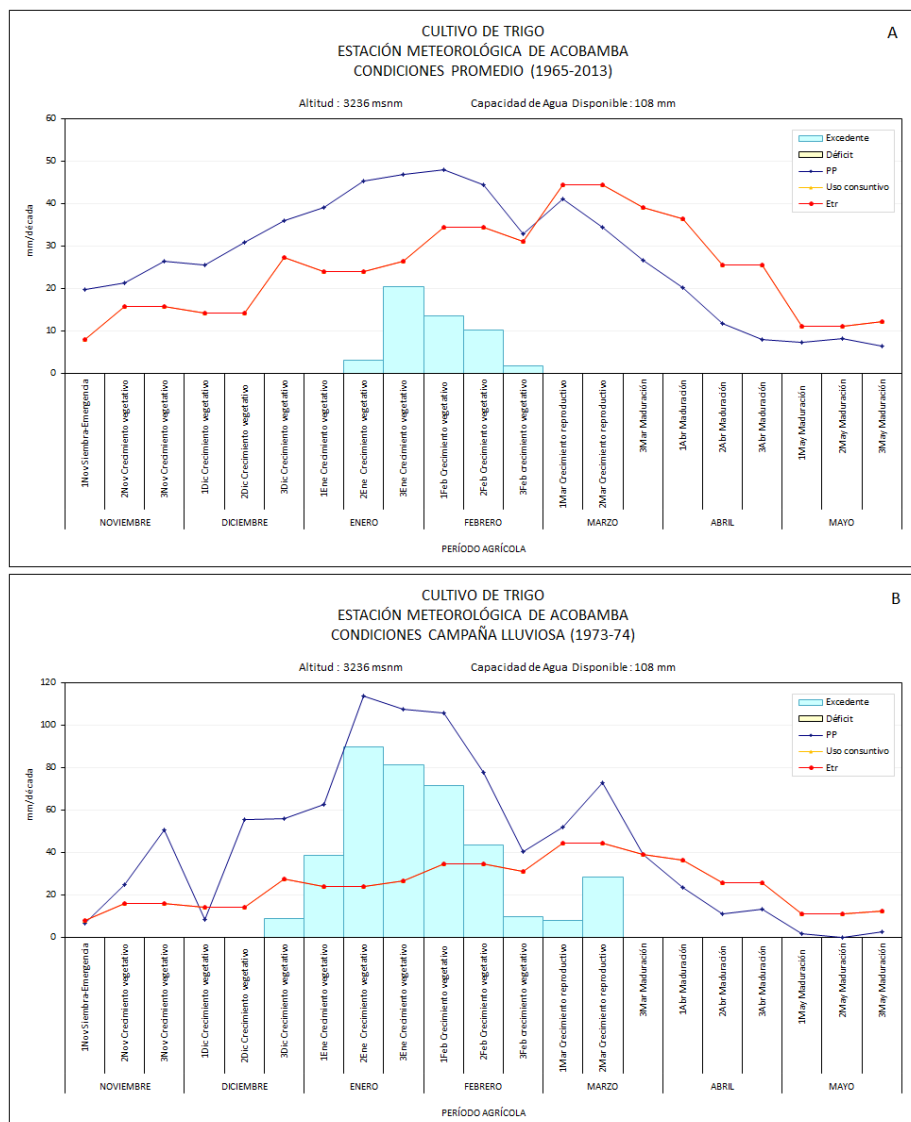 CULTIVO DE TRIGO
A
ESTACIÓN METEOROLÓGICA DE ACOBAMBA
CONDICIONES PROMEDIO (1965-2013)
Altitud : 3236 msnm
Capacidad de Agua Disponible : 108 mm
mm/década
60
50
40
30
20
10
0
Excedente
Déficit
PP
Uso consuntivo
Etr
1Nov Siembra-Emergencia
2Nov Crecimiento vegetativo
3Nov Crecimiento vegetativo
1Dic Crecimiento vegetativo
2Dic Crecimiento vegetativo
3Dic Crecimiento vegetativo
1Ene Crecimiento vegetativo
2Ene Crecimiento vegetativo
3Ene Crecimiento vegetativo
1Feb Crecimiento vegetativo
2Feb Crecimiento vegetativo
3Feb crecimiento vegetativo
1Mar Crecimiento reproductivo
2Mar Crecimiento reproductivo
3Mar Maduración
1Abr Maduración
2Abr Maduración
3Abr Maduración
1May Maduración
2May Maduración
3May Maduración
NOVIEMBRE
DICIEMBRE
ENERO
FEBRERO
MARZO
ABRIL
MAYO
PERÍODO AGRÍCOLA
CULTIVO DE TRIGO
B
ESTACIÓN METEOROLÓGICA DE ACOBAMBA
CONDICIONES CAMPAÑA LLUVIOSA (1973-74)
Altitud : 3236 msnm
Capacidad de Agua Disponible : 108 mm
mm/década
120
100
80
60
40
20
0
Excedente
Déficit
PP
Uso consuntivo
Etr
1Nov Siembra-Emergencia
2Nov Crecimiento vegetativo
3Nov Crecimiento vegetativo
1Dic Crecimiento vegetativo
2Dic Crecimiento vegetativo
3Dic Crecimiento vegetativo
1Ene Crecimiento vegetativo
2Ene Crecimiento vegetativo
3Ene Crecimiento vegetativo
1Feb Crecimiento vegetativo
2Feb Crecimiento vegetativo
3Feb crecimiento vegetativo
1Mar Crecimiento reproductivo
2Mar Crecimiento reproductivo
3Mar Maduración
1Abr Maduración
2Abr Maduración
3Abr Maduración
1May Maduración
2May Maduración
3May Maduración
NOVIEMBRE
DICIEMBRE
ENERO
FEBRERO
MARZO
ABRIL
MAYO
PERÍODO AGRÍCOLA